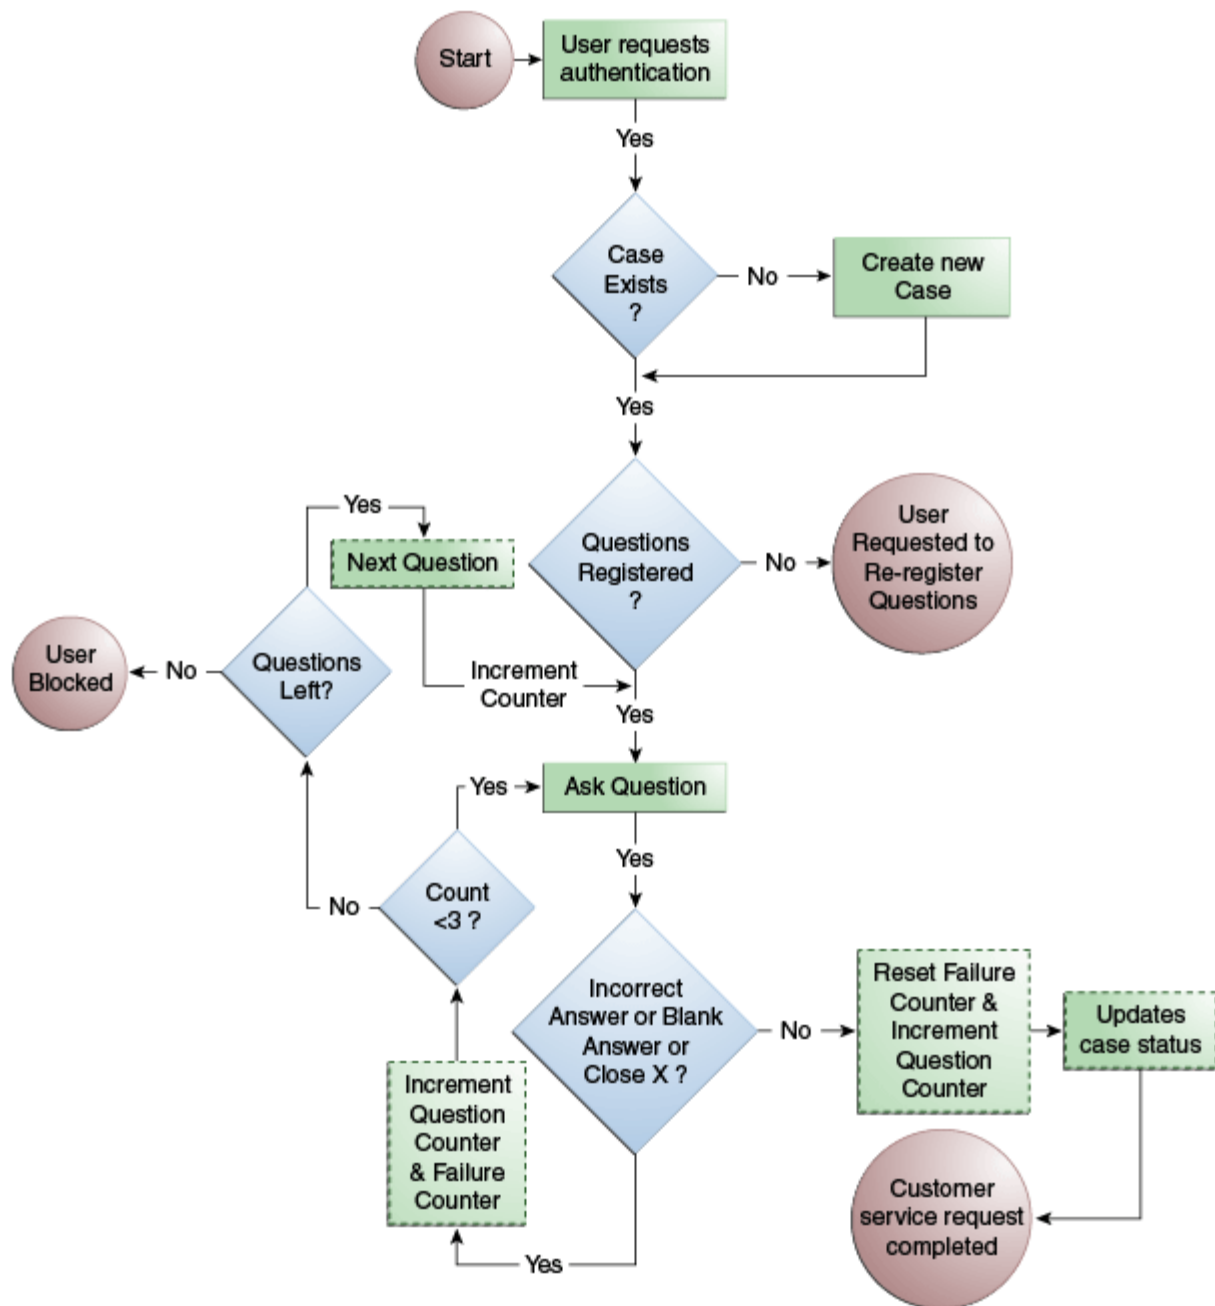 Start
User requests
authentication
Yes
Case
Exists
?
No
Create new
Case
Yes
Questions
Registered
?
No
User
Requested to
Re-register
Questions
Yes
Next Question
Questions
Left?
No
User
Blocked
Increment
Counter
Yes
Ask Question
Yes
Yes
Count
<3 ?
No
Incorrect
Answer or Blank
Answer or
Close X ?
No
Reset Failure
Counter &
Increment
Question
Counter
Updates
case status
Increment
Question
Counter
& Failure
Counter
Yes
Customer
service request
completed